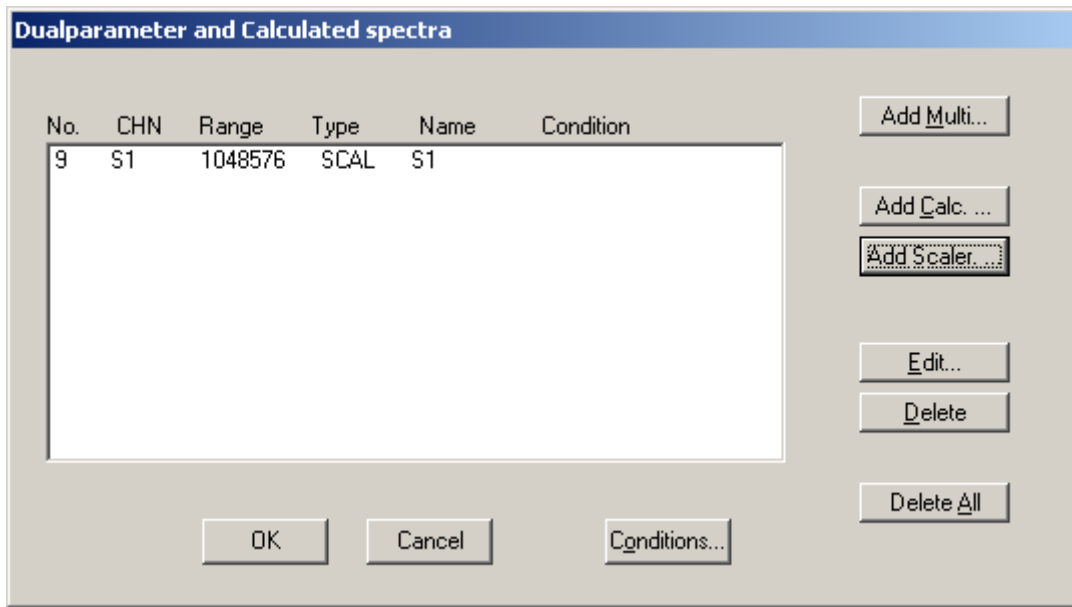 Dualparameter and Calculated spectra
Add Multi...
No. CHN Range Type Name Condition
9 S1 1048576 SCAL S1
Add Calc. ...
Add Scaler. ...
Edit...
Delete
Delete All
OK Cancel Conditions...